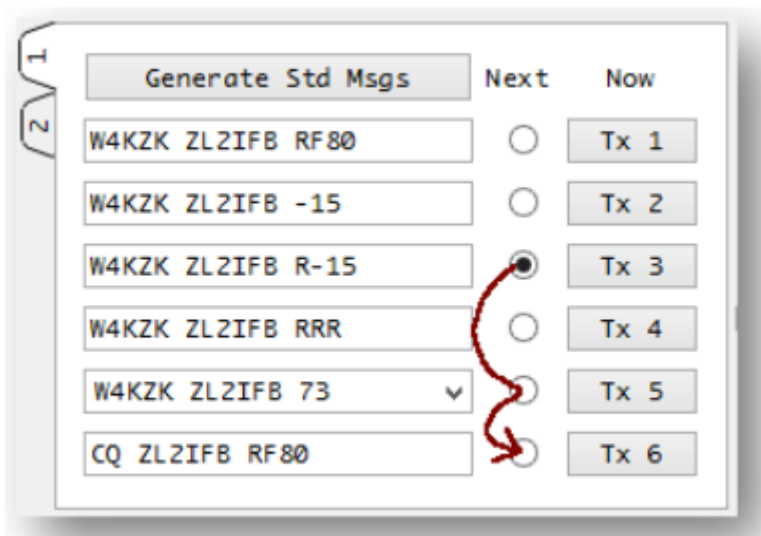 1
2
Generate Std Msgs Next Now
W4KZK ZL2IFB RF80 Tx 1
W4KZK ZL2IFB -15 Tx 2
W4KZK ZL2IFB R-15 Tx 3
W4KZK ZL2IFB RRR Tx 4
W4KZK ZL2IFB 73 Tx 5
CQ ZL2IFB RF80 Tx 6